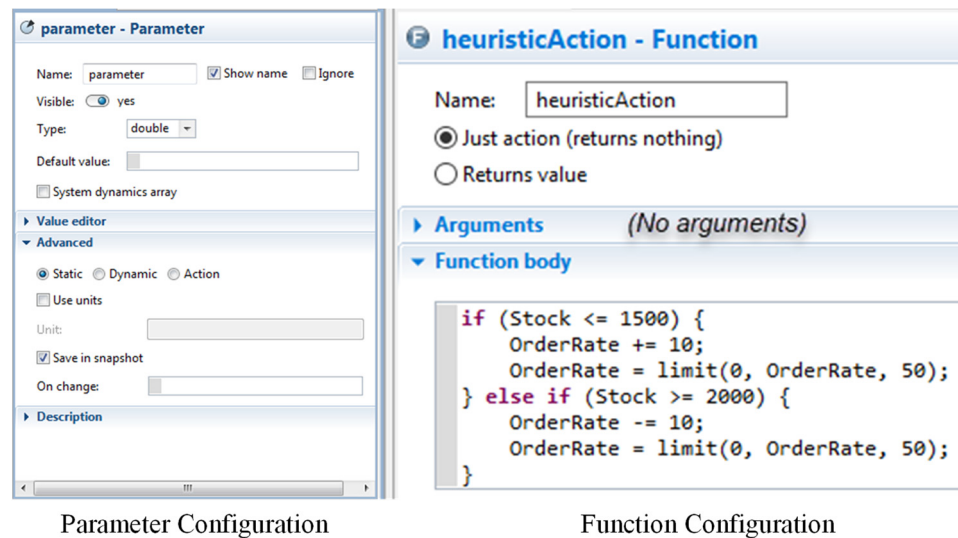 parameter - Parameter
Name: parameter Show name Ignore
Visible: yes
Type: double
Default value:
System dynamics array
Value editor
Advanced
Static Dynamic Action
Use units
Unit:
Save in snapshot
On change:
Description
Parameter Configuration
F heuristicAction - Function
Name: heuristicAction
Just action (returns nothing)
Returns value
Arguments (No arguments)
Function body
if (Stock <= 1500) {
OrderRate += 10;
OrderRate = limit(0, OrderRate, 50);
} else if (Stock >= 2000) {
OrderRate -= 10;
OrderRate = limit(0, OrderRate, 50);
}
Function Configuration